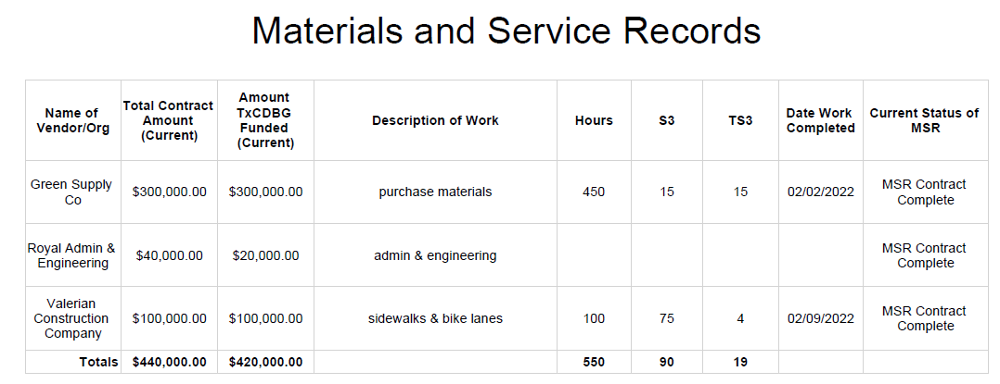 Materials and Service Records
Name of
Vendor/Org
Total Contract
Amount
(Current)
Amount
TxCDBG
Funded
(Current)
Description of Work
Hours
S3
TS3
Date Work
Completed
Current Status of
MSR
Green Supply
Co
$300,000.00
$300,000.00
purchase materials
450
15
15
02/02/2022
MSR Contract
Complete
Royal Admin &
Engineering
$40,000.00
$20,000.00
admin & engineering
MSR Contract
Complete
Valerian
Construction
Company
$100,000.00
$100,000.00
sidewalks & bike lanes
100
75
4
02/09/2022
MSR Contract
Complete
Totals
$440,000.00
$420,000.00
550
90
19